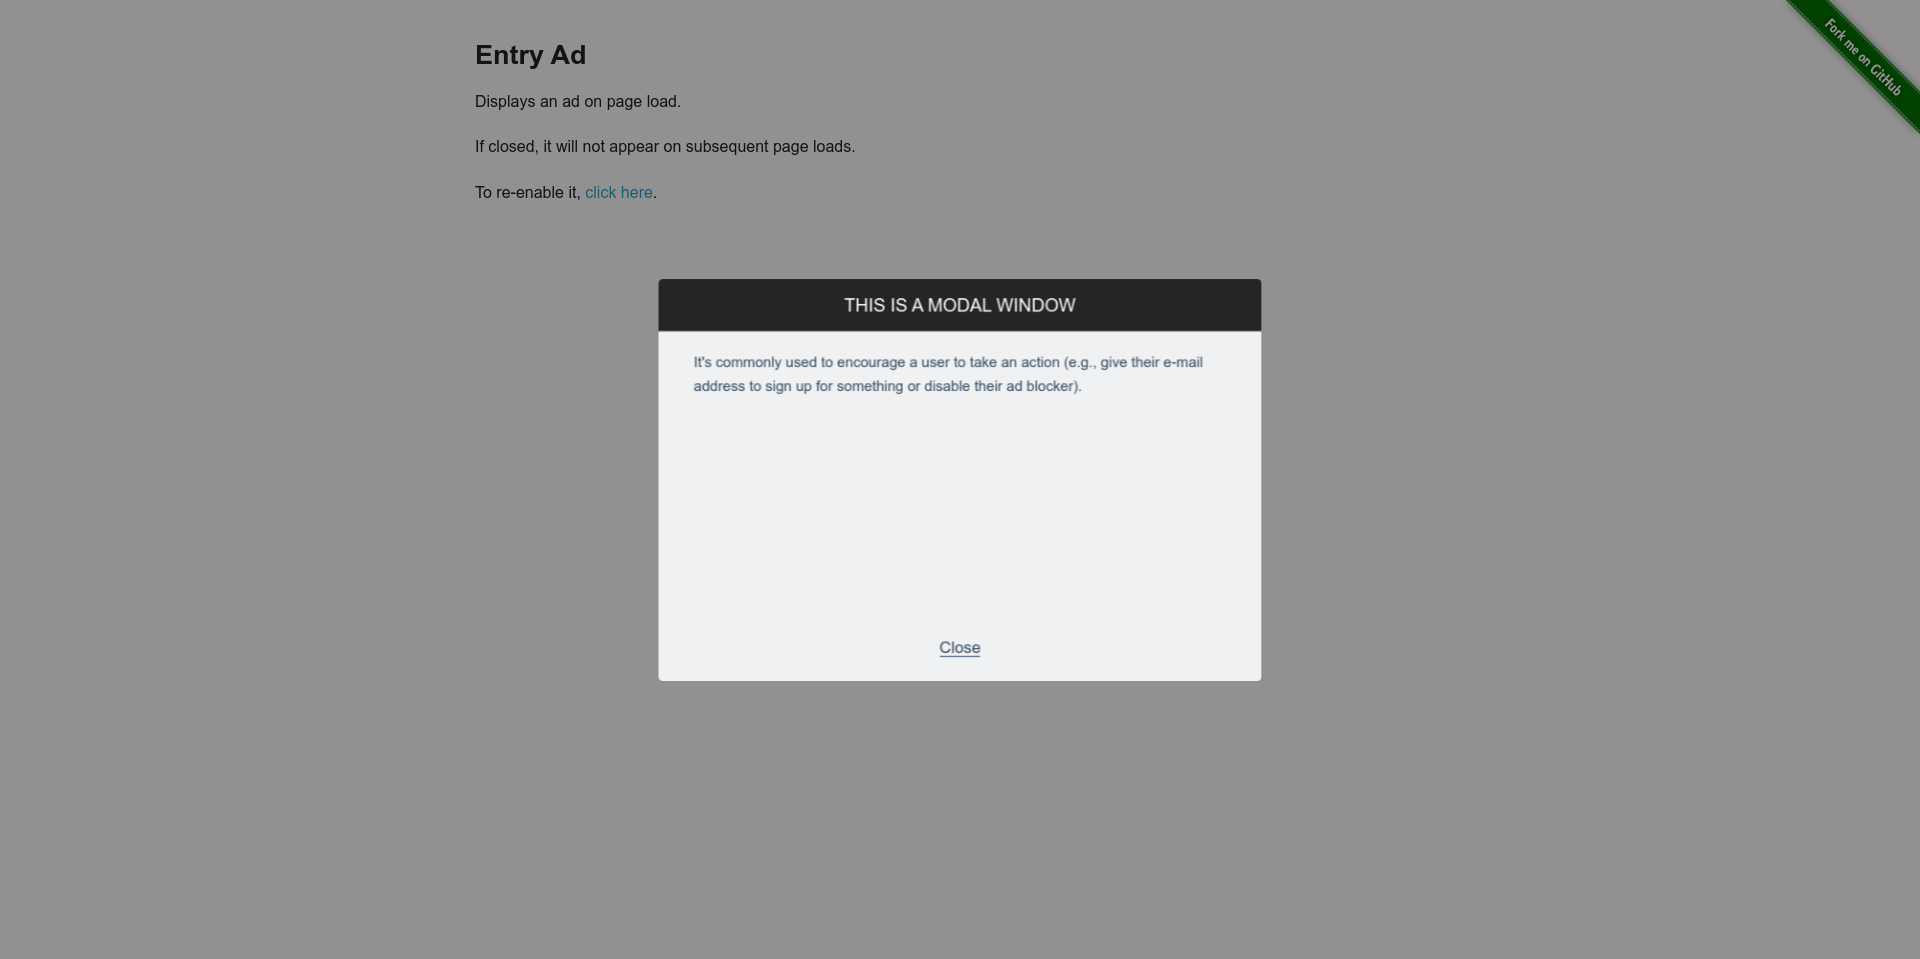 Entry Ad
Displays an ad on page load.
If closed, it will not appear on subsequent page loads.
To re-enable it, click here.
Fork me on GitHub
THIS IS A MODAL WINDOW
It's commonly used to encourage a user to take an action (e.g., give their e-mail
address to sign up for something or disable their ad blocker).
Close